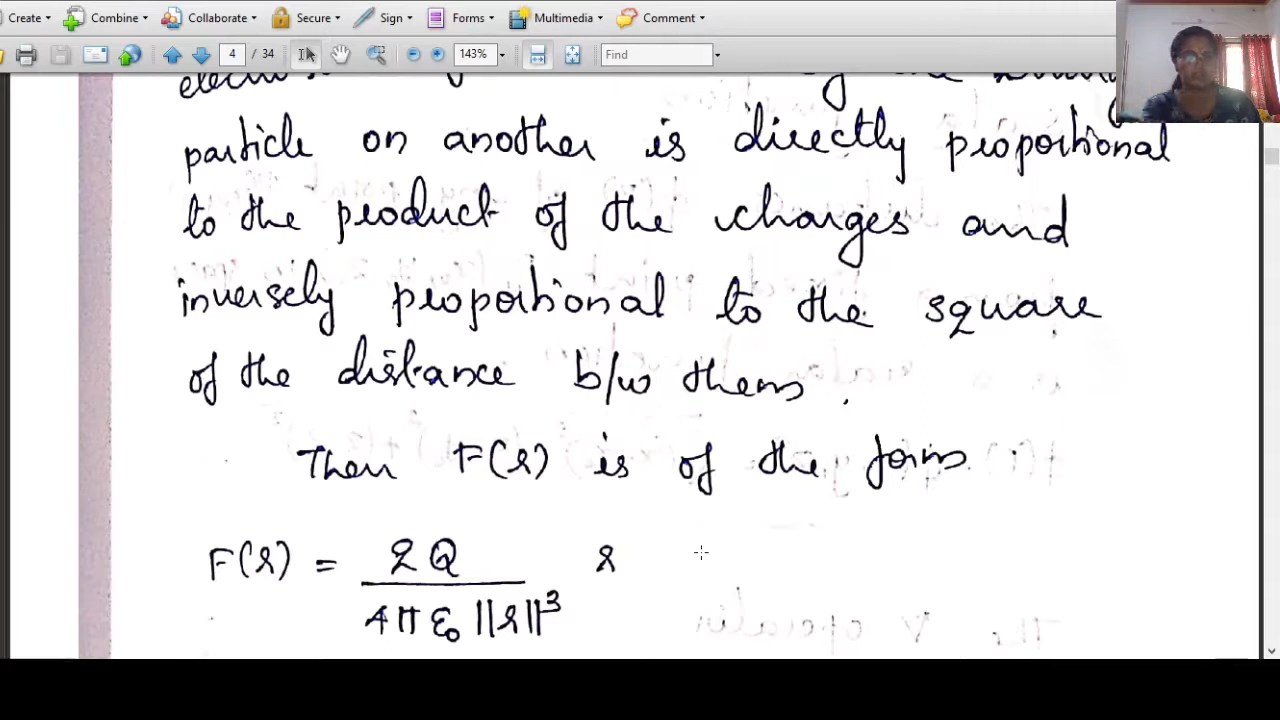 Create Combine Collaborate Secure Sign Forms Multimedia Comment
4 / 34 143% Find
particle on another is directly proportional
to the product of the charges and
inversely proportional to the square
of the distance b/w them.
Then F(r) is of the form
F(r) = qQ / 4πε₀ ||r||³ r